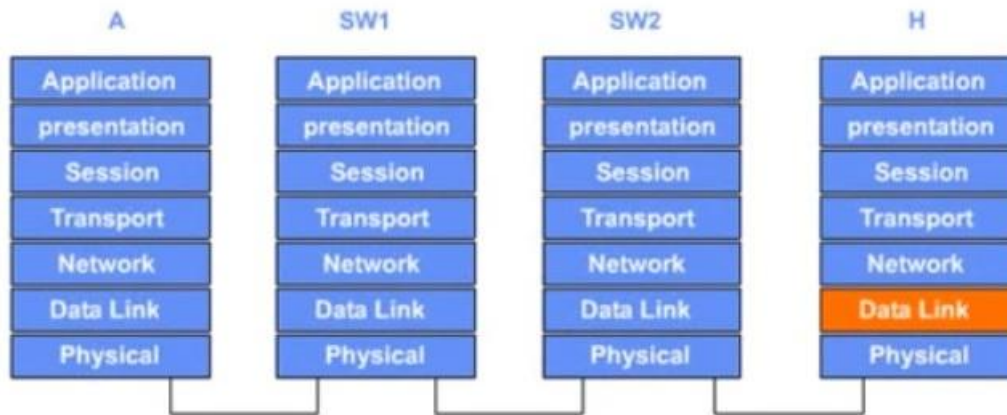 A SW1 SW2 H
Application Application Application Application
presentation presentation presentation presentation
Session Session Session Session
Transport Transport Transport Transport
Network Network Network Network
Data Link Data Link Data Link Data Link
Physical Physical Physical Physical